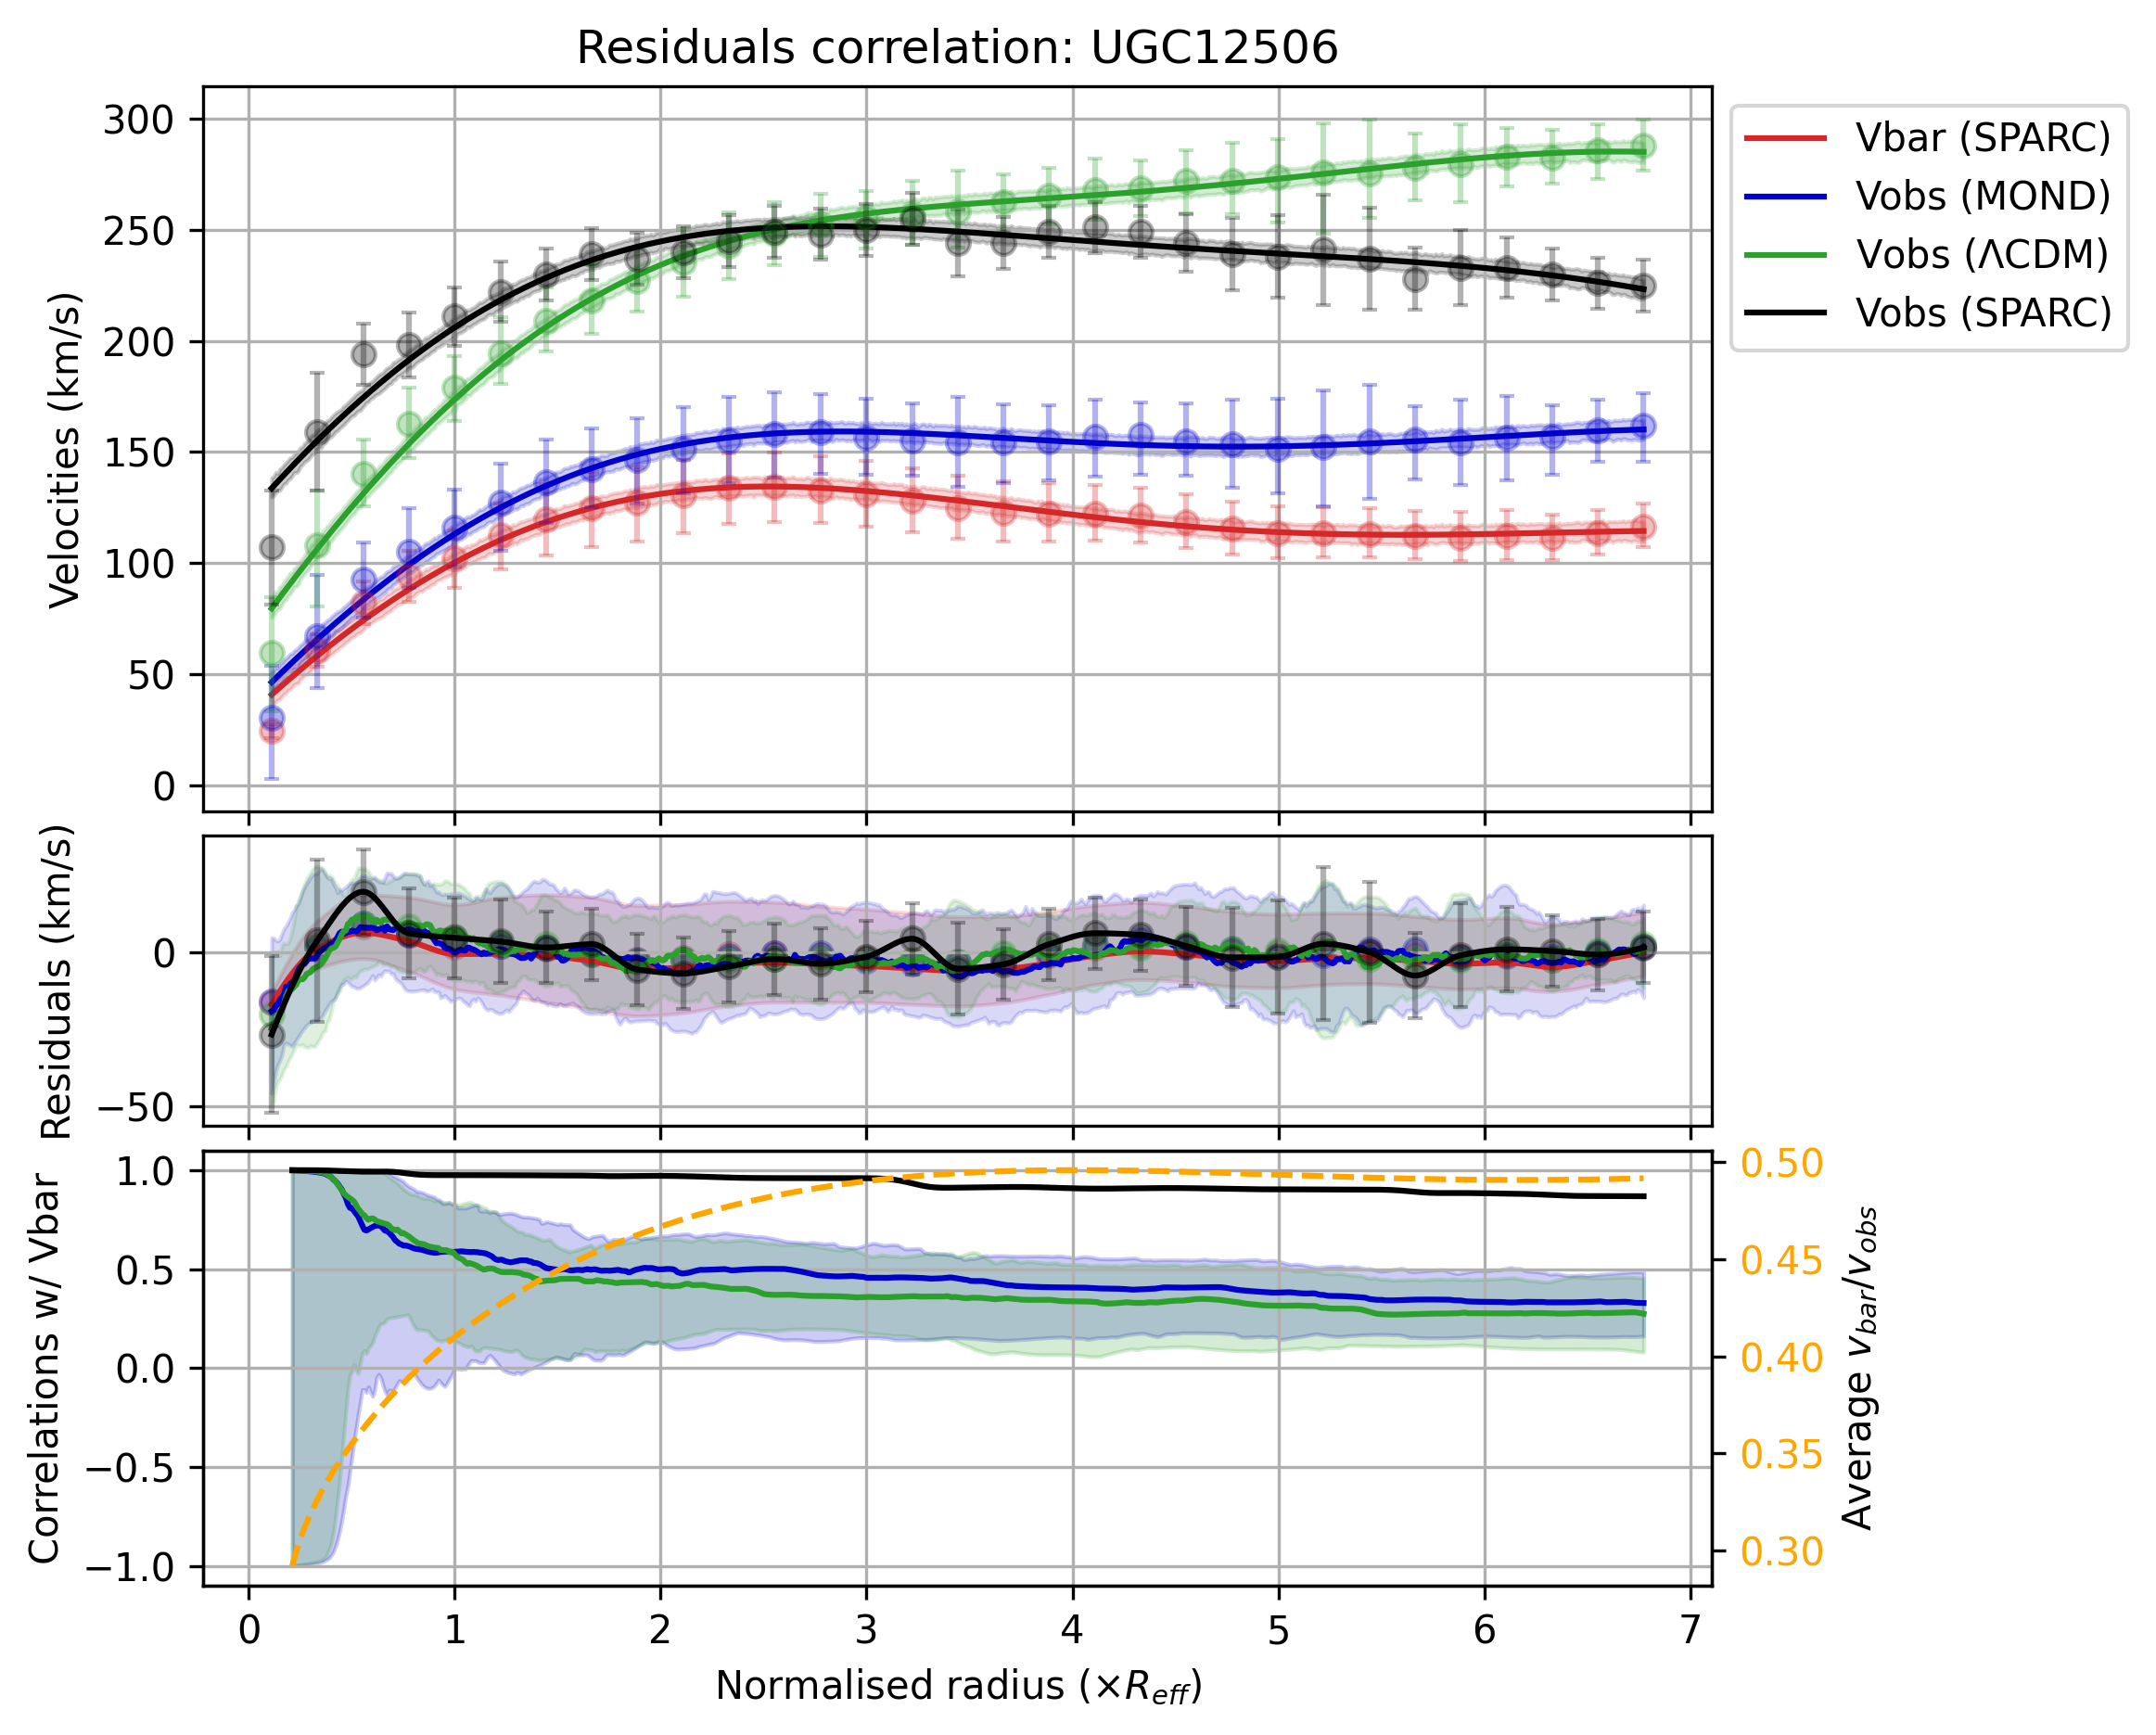 Residuals correlation: UGC12506
Velocities (km/s)
300
250
200
150
100
50
0
Vbar (SPARC)
Vobs (MOND)
Vobs (ΛCDM)
Vobs (SPARC)
Residuals (km/s)
0
−50
Correlations w/ Vbar
1.0
0.5
0.0
−0.5
−1.0
0.50
0.45
0.40
0.35
0.30
Average v_bar/v_obs
0 1 2 3 4 5 6 7
Normalised radius (×R_eff)